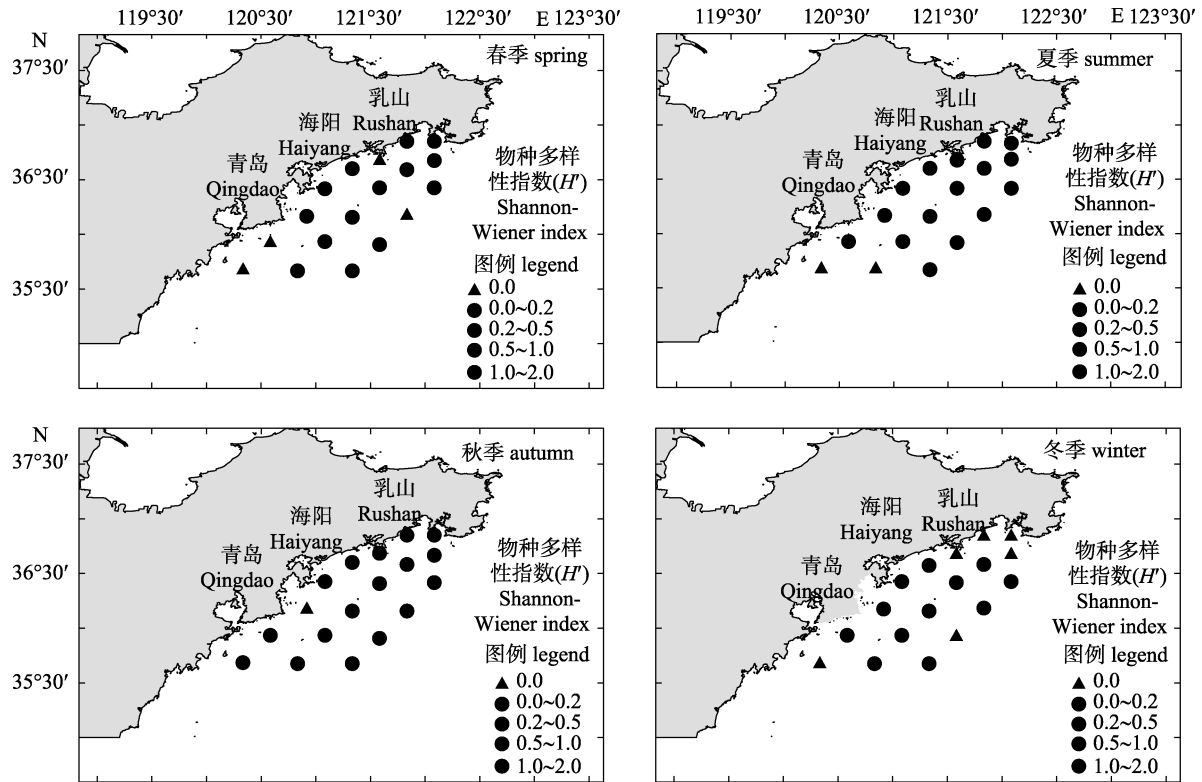 119°30′ 120°30′ 121°30′ 122°30′ E 123°30′
N
37°30′
36°30′
35°30′
春季 spring
乳山
Rushan
海阳
Haiyang
青岛
Qingdao
物种多样
性指数(H′)
Shannon-
Wiener index
图例 legend
0.0
0.0~0.2
0.2~0.5
0.5~1.0
1.0~2.0
119°30′ 120°30′ 121°30′ 122°30′ E 123°30′
夏季 summer
乳山
Rushan
海阳
Haiyang
青岛
Qingdao
物种多样
性指数(H′)
Shannon-
Wiener index
图例 legend
0.0
0.0~0.2
0.2~0.5
0.5~1.0
1.0~2.0
N
37°30′
36°30′
35°30′
秋季 autumn
乳山
Rushan
海阳
Haiyang
青岛
Qingdao
物种多样
性指数(H′)
Shannon-
Wiener index
图例 legend
0.0
0.0~0.2
0.2~0.5
0.5~1.0
1.0~2.0
冬季 winter
乳山
Rushan
海阳
Haiyang
青岛
Qingdao
物种多样
性指数(H′)
Shannon-
Wiener index
图例 legend
0.0
0.0~0.2
0.2~0.5
0.5~1.0
1.0~2.0